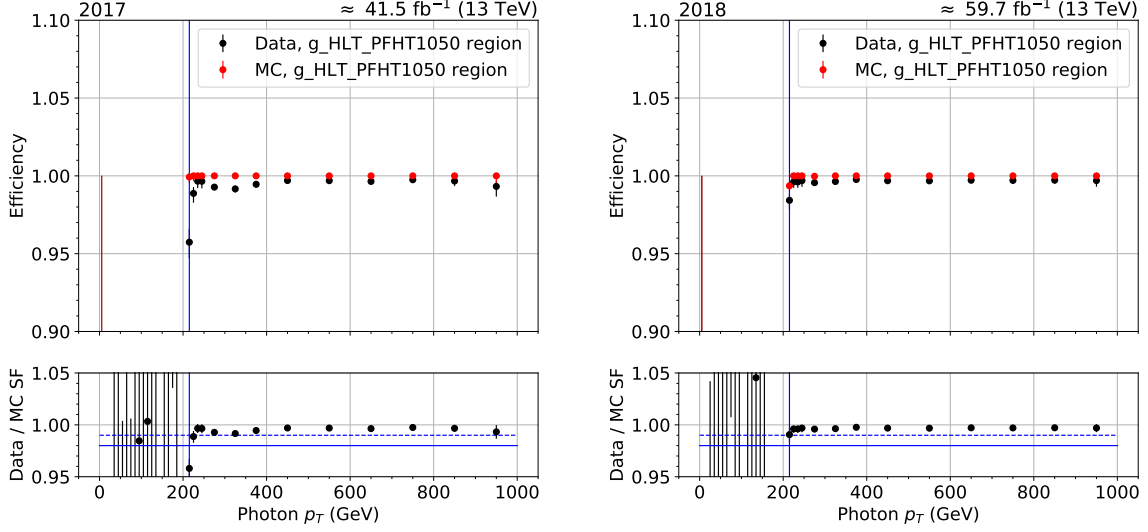 2017 ≈ 41.5 fb⁻¹ (13 TeV)
Data, g_HLT_PFHT1050 region
MC, g_HLT_PFHT1050 region
1.10
1.05
1.00
0.95
0.90
Efficiency
1.05
1.00
0.95
Data / MC SF
0 200 400 600 800 1000
Photon p_T (GeV)
2018 ≈ 59.7 fb⁻¹ (13 TeV)
Data, g_HLT_PFHT1050 region
MC, g_HLT_PFHT1050 region
1.10
1.05
1.00
0.95
0.90
Efficiency
1.05
1.00
0.95
Data / MC SF
0 200 400 600 800 1000
Photon p_T (GeV)